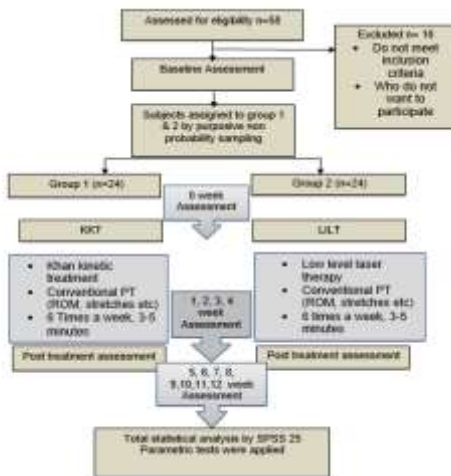 Assessed for eligibility n=58
Excluded n= 10
• Do not meet
inclusion
criteria
• Who do not
want to
participate
Baseline Assessment
Subjects assigned to group 1
& 2 by purposive non
probability sampling
Group 1 (n=24)
Group 2 (n=24)
0 week
Assessment
KKT
LILT
• Khan kinetic
treatment
• Conventional PT
(ROM, stretches etc)
• 6 Times a week, 3-5
minutes
• Low level laser
therapy
• Conventional PT
(ROM, stretches etc)
• 6 times a week, 3-5
minutes
1, 2, 3, 4
week
Assessment
Post treatment assessment
Post treatment assessment
5, 6, 7, 8,
9,10,11,12 week
Assessment
Total statistical analysis by SPSS 25
Parametric tests were applied